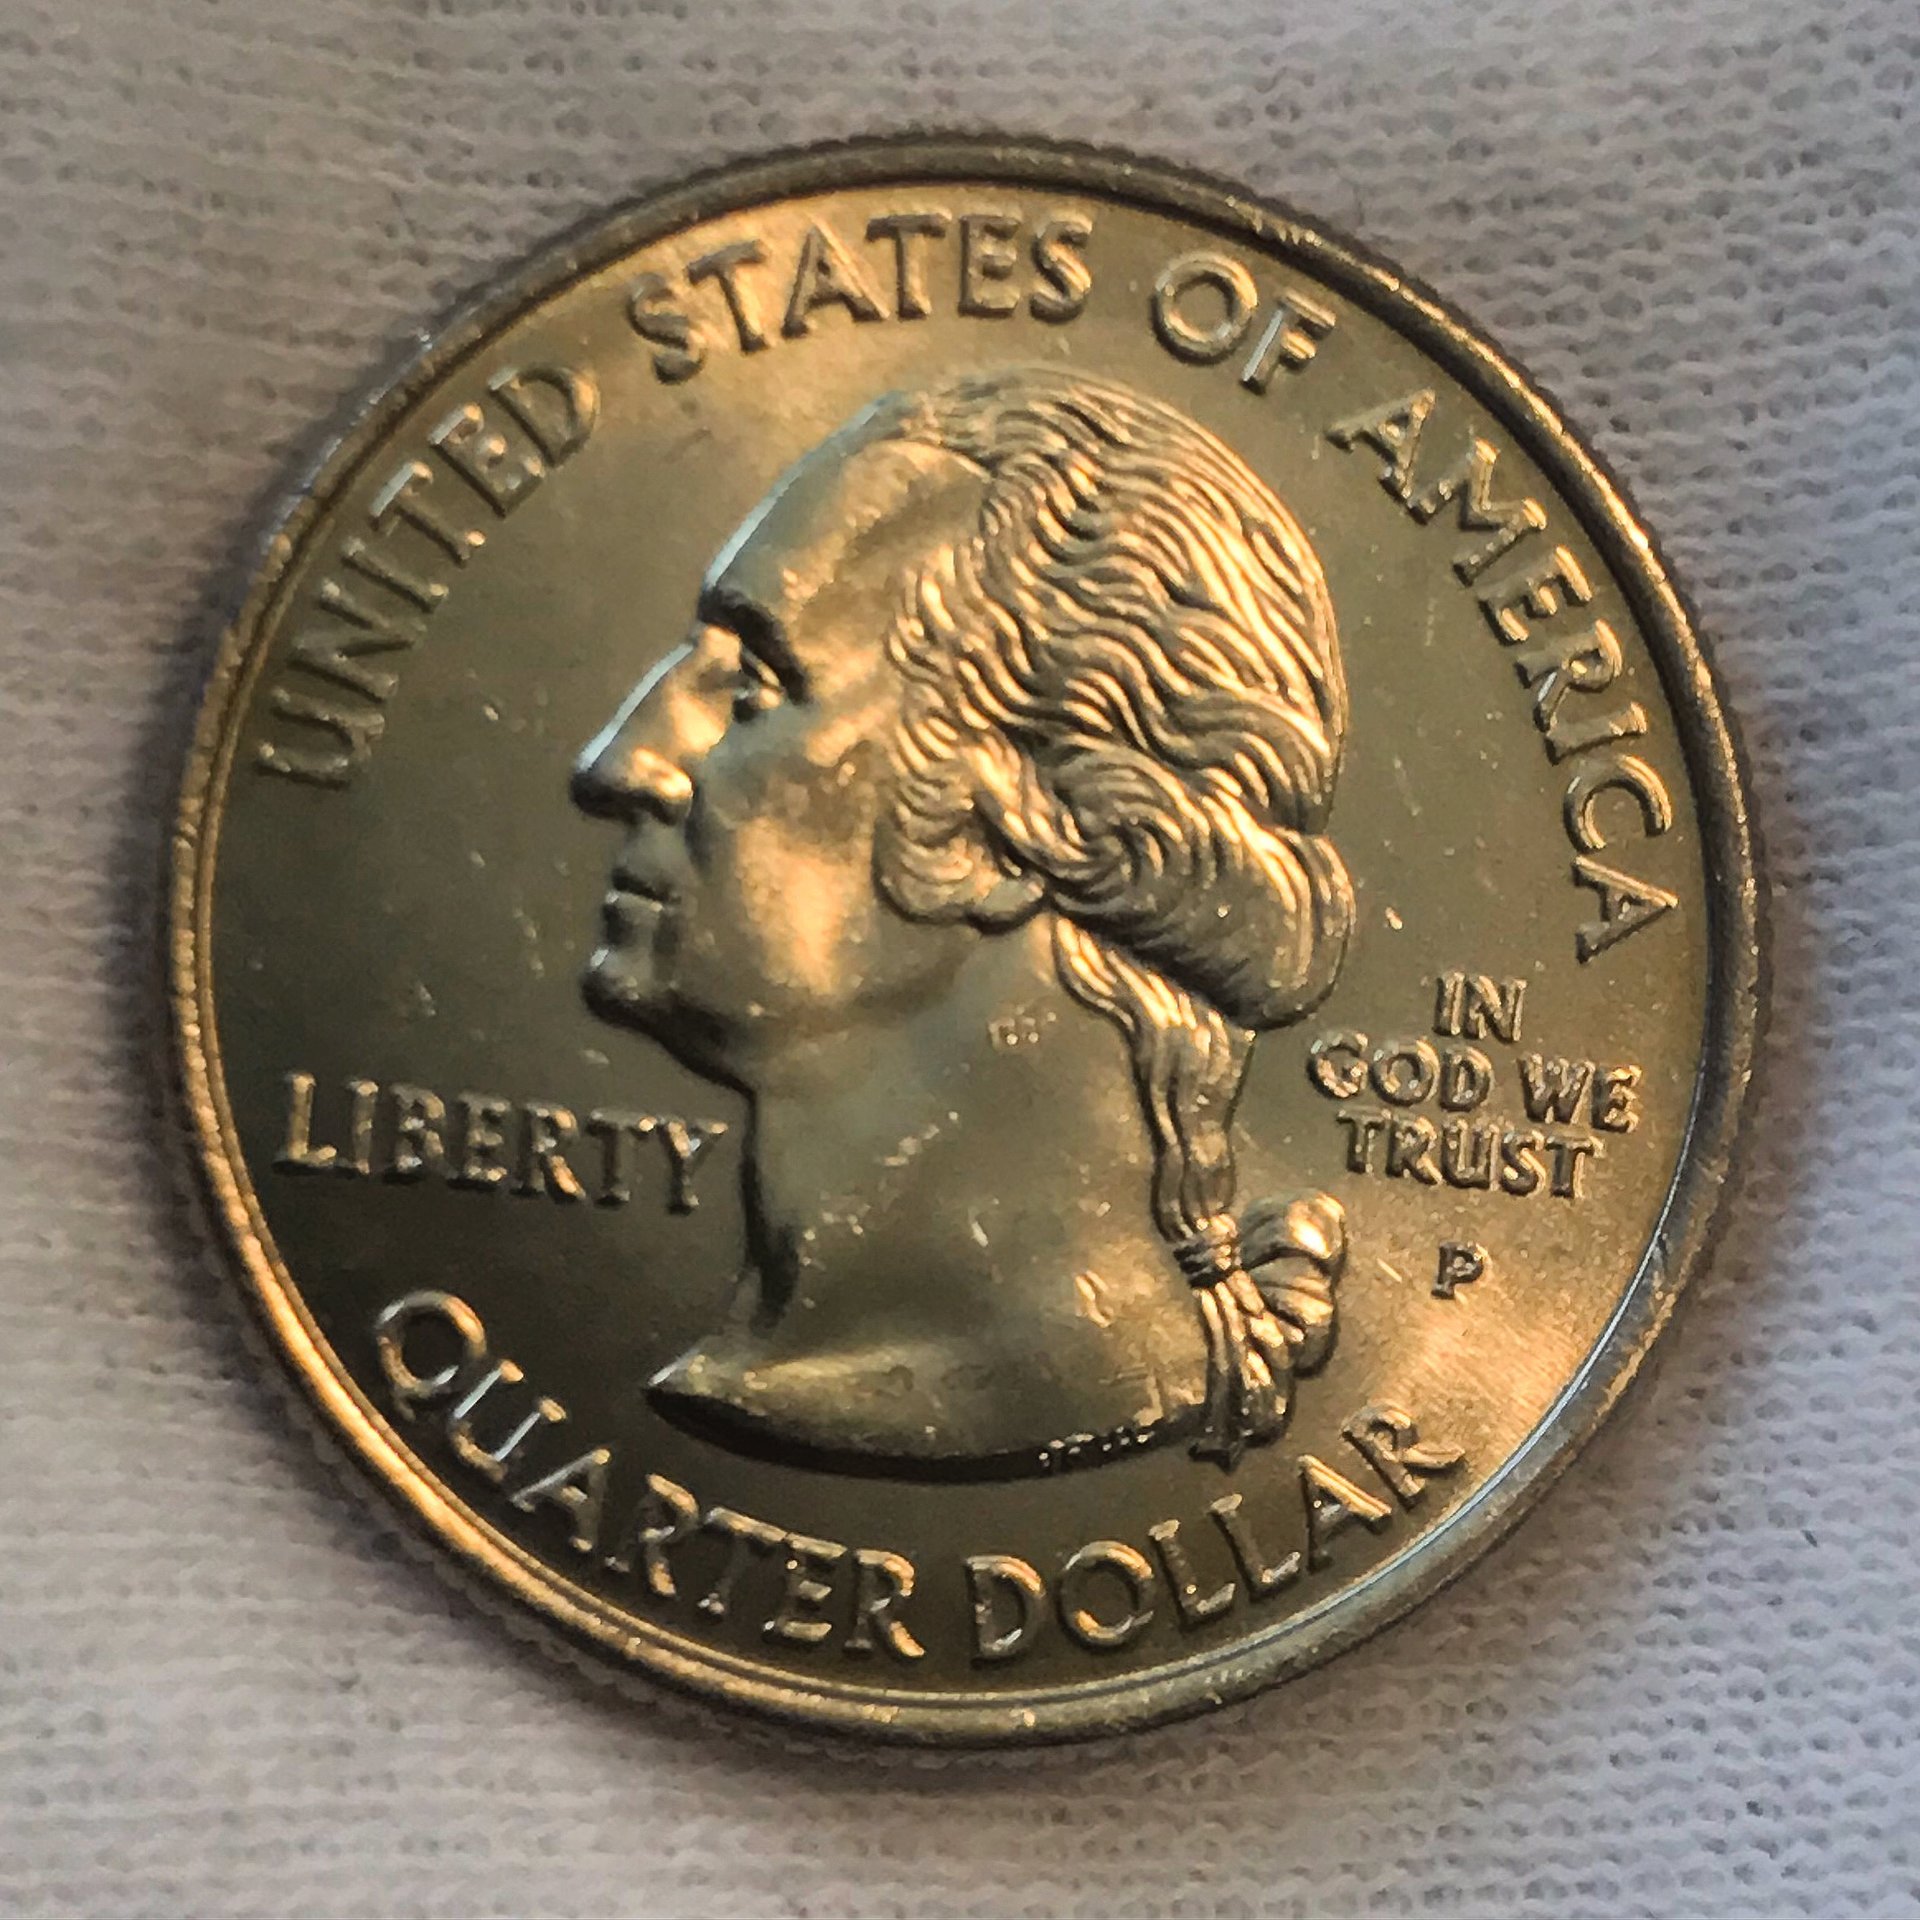 UNITED STATES OF AMERICA
LIBERTY
IN
GOD WE
TRUST
P
QUARTER DOLLAR